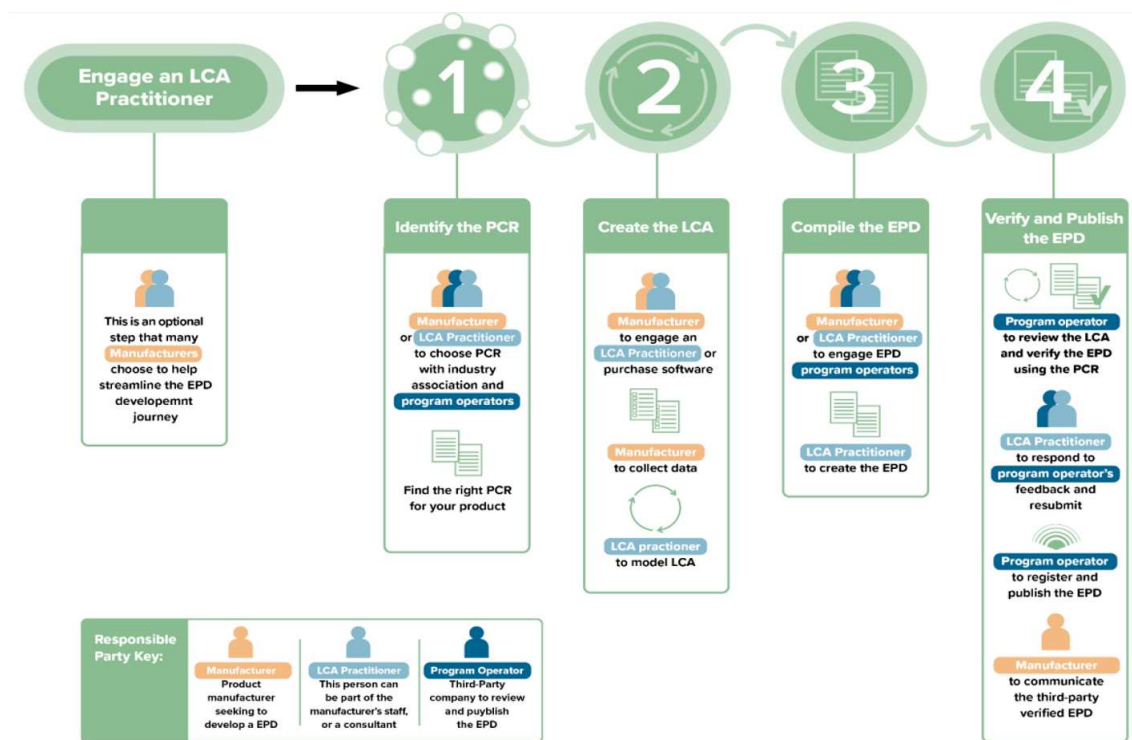 Engage an LCA
Practitioner
1
2
3
4
This is an optional
step that many
Manufacturers
choose to help
streamline the EPD
developemnt
journey
Identify the PCR
Manufacturer
or LCA Practitioner
to choose PCR
with industry
association and
program operators
Find the right PCR
for your product
Create the LCA
Manufacturer
to engage an
LCA Practitioner or
purchase software
Manufacturer
to collect data
LCA practioner
to model LCA
Compile the EPD
Manufacturer
or LCA Practitioner
to engage EPD
program operators
LCA Practitioner
to create the EPD
Verify and Publish
the EPD
Program operator
to review the LCA
and verify the EPD
using the PCR
LCA Practitioner
to respond to
program operator's
feedback and
resubmit
Program operator
to register and
publish the EPD
Manufacturer
to communicate
the third-party
verified EPD
Responsible
Party Key:
Manufacturer
Product
manufacturer
seeking to
develop a EPD
LCA Practitioner
This person can
be part of the
manufacturer's staff,
or a consultant
Program Operator
Third-Party
company to review
and puyblish
the EPD